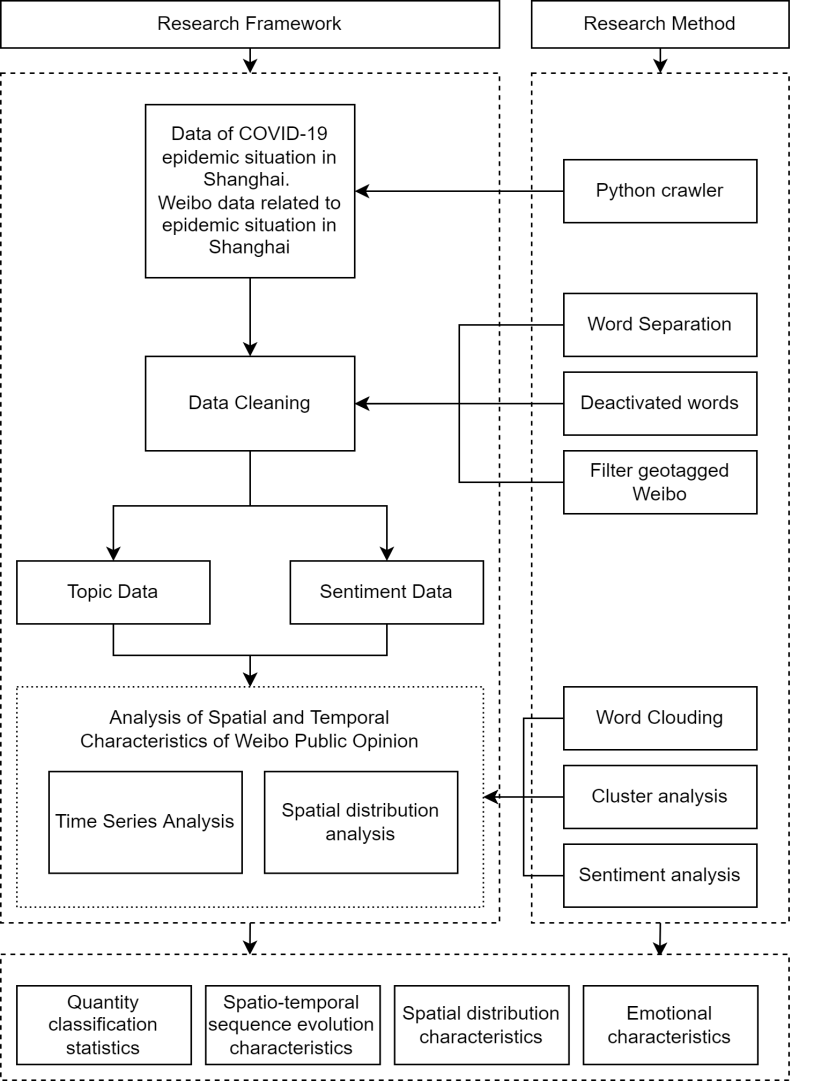 Research Framework
Research Method
Data of COVID-19
epidemic situation in
Shanghai.
Weibo data related to
epidemic situation in
Shanghai
Python crawler
Word Separation
Data Cleaning
Deactivated words
Filter geotagged
Weibo
Topic Data
Sentiment Data
Analysis of Spatial and Temporal
Characteristics of Weibo Public Opinion
Time Series Analysis
Spatial distribution
analysis
Word Clouding
Cluster analysis
Sentiment analysis
Quantity
classification
statistics
Spatio-temporal
sequence evolution
characteristics
Spatial distribution
characteristics
Emotional
characteristics